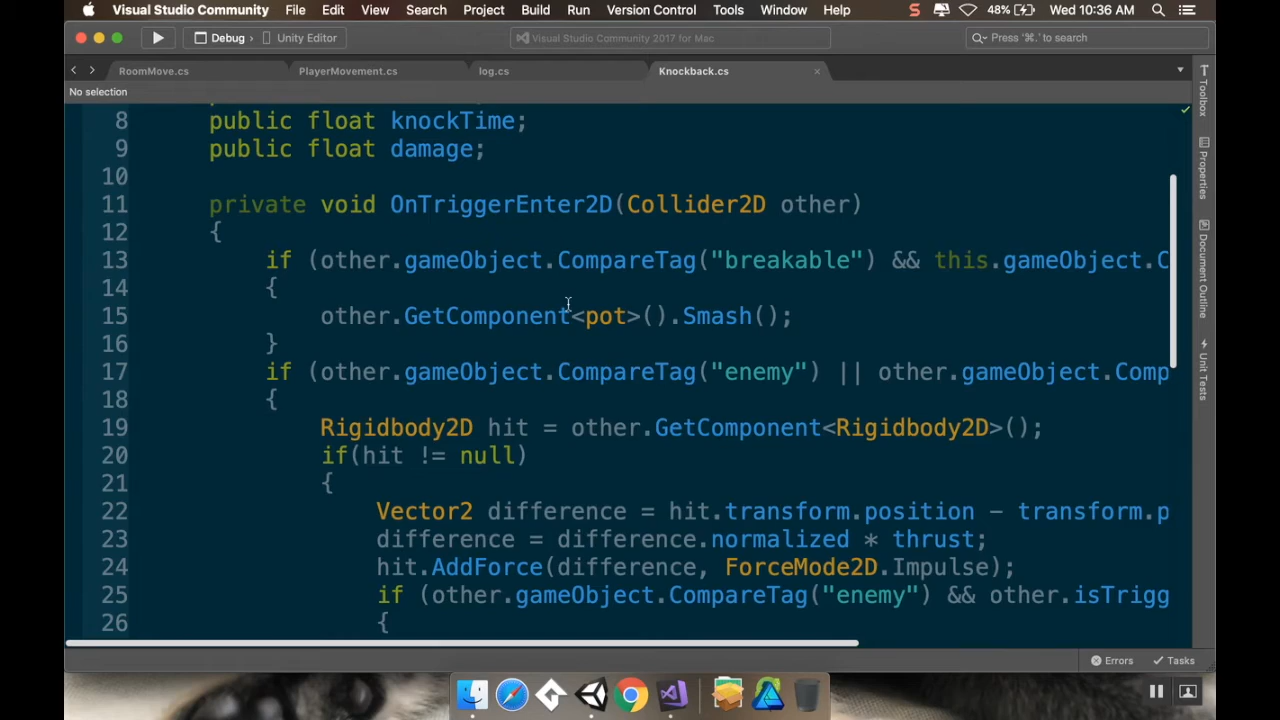 Visual Studio Community File Edit View Search Project Build Run Version Control Tools Window Help 48% Wed 10:36 AM
Debug › Unity Editor Visual Studio Community 2017 for Mac Press '⌘.' to search
RoomMove.cs PlayerMovement.cs log.cs Knockback.cs ×
No selection
8 public float knockTime;
9 public float damage;
10
11 private void OnTriggerEnter2D(Collider2D other)
12 {
13 if (other.gameObject.CompareTag("breakable") && this.gameObject.C
14 {
15 other.GetComponent<pot>().Smash();
16 }
17 if (other.gameObject.CompareTag("enemy") || other.gameObject.Comp
18 {
19 Rigidbody2D hit = other.GetComponent<Rigidbody2D>();
20 if(hit != null)
21 {
22 Vector2 difference = hit.transform.position - transform.p
23 difference = difference.normalized * thrust;
24 hit.AddForce(difference, ForceMode2D.Impulse);
25 if (other.gameObject.CompareTag("enemy") && other.isTrigg
26 {
Toolbox
Properties
Document Outline
Unit Tests
Errors Tasks